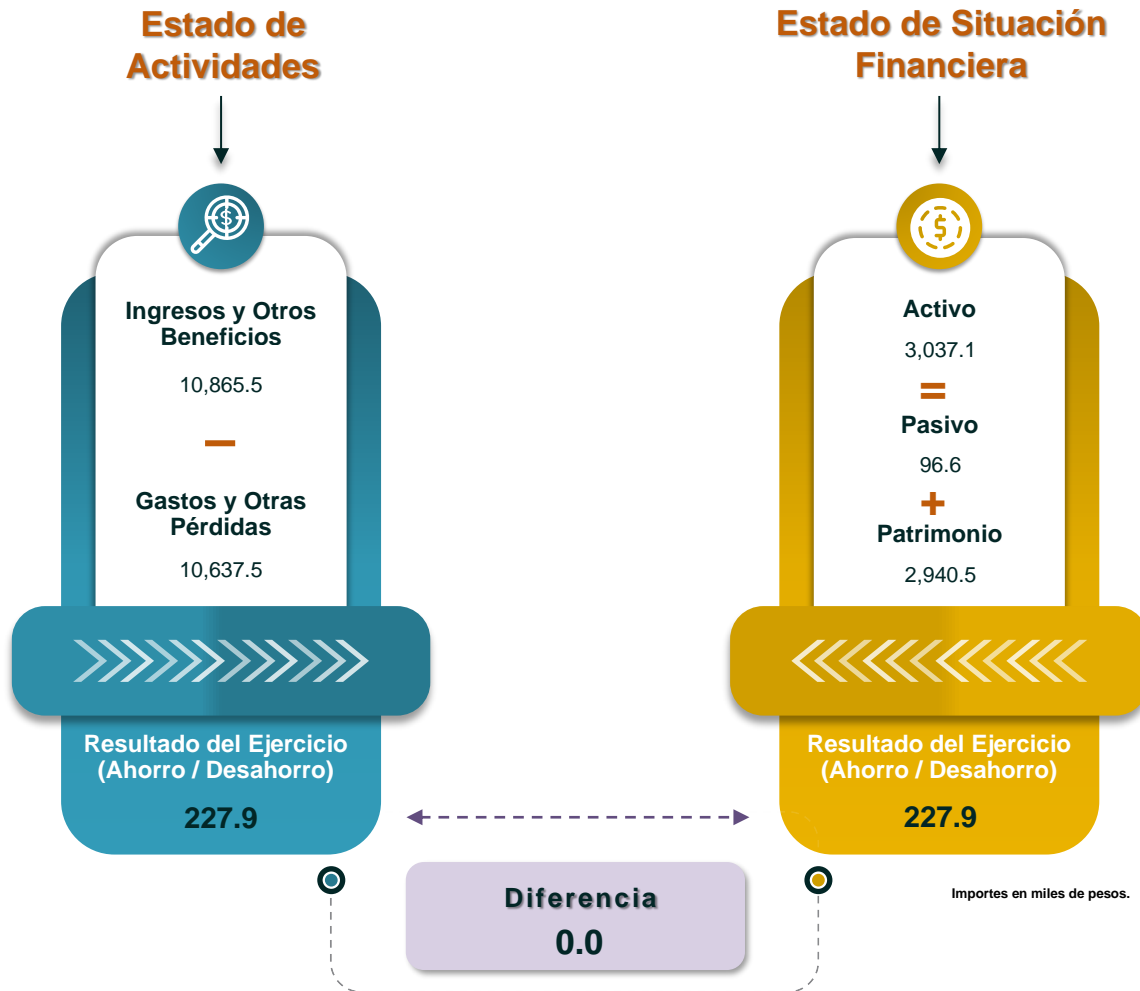 Estado de
Actividades
Ingresos y Otros
Beneficios
10,865.5
–
Gastos y Otras
Pérdidas
10,637.5
Resultado del Ejercicio
(Ahorro / Desahorro)
227.9
Estado de Situación
Financiera
$
Activo
3,037.1
=
Pasivo
96.6
+
Patrimonio
2,940.5
Resultado del Ejercicio
(Ahorro / Desahorro)
227.9
Diferencia
0.0
Importes en miles de pesos.